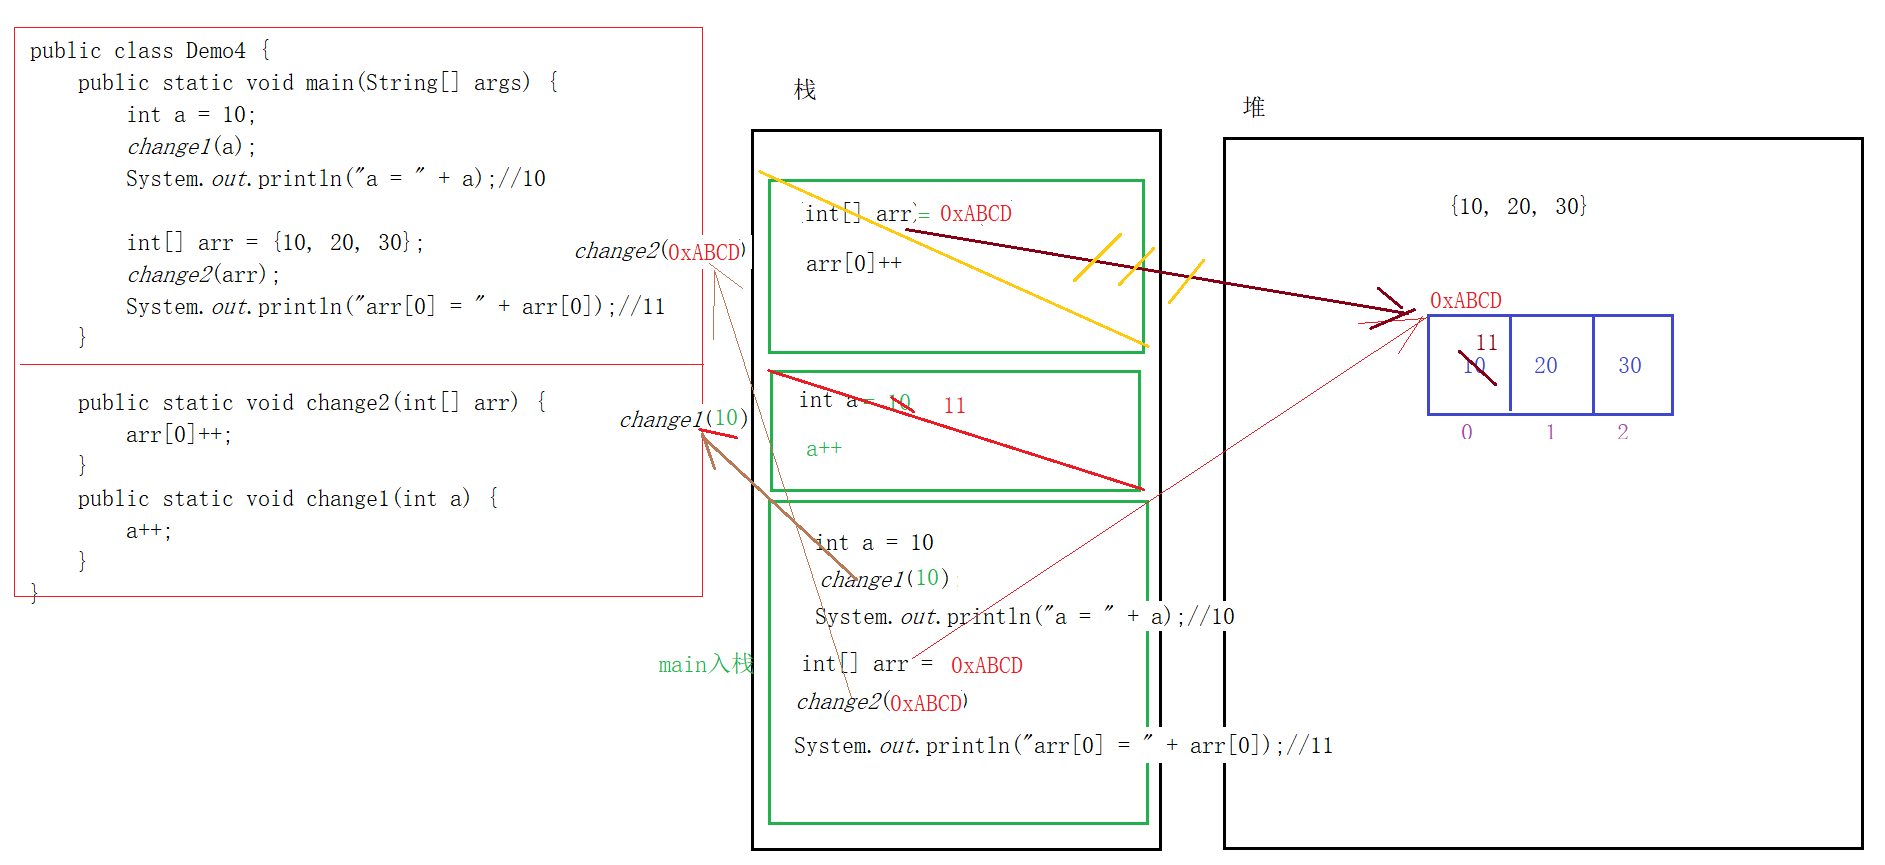 public class Demo4 {
public static void main(String[] args) {
int a = 10;
change1(a);
System.out.println("a = " + a);//10
int[] arr = {10, 20, 30};
change2(arr);
System.out.println("arr[0] = " + arr[0]);//11
}
public static void change2(int[] arr) {
arr[0]++;
}
public static void change1(int a) {
a++;
}
}
change2(0xABCD)
change1(10)
main入栈
栈
int[] arr = 0xABCD
arr[0]++
int a = 10 11
a++
int a = 10
change1(10)
System.out.println("a = " + a);//10
int[] arr = 0xABCD
change2(0xABCD)
System.out.println("arr[0] = " + arr[0]);//11
堆
{10, 20, 30}
0xABCD
11
10 20 30
0 1 2